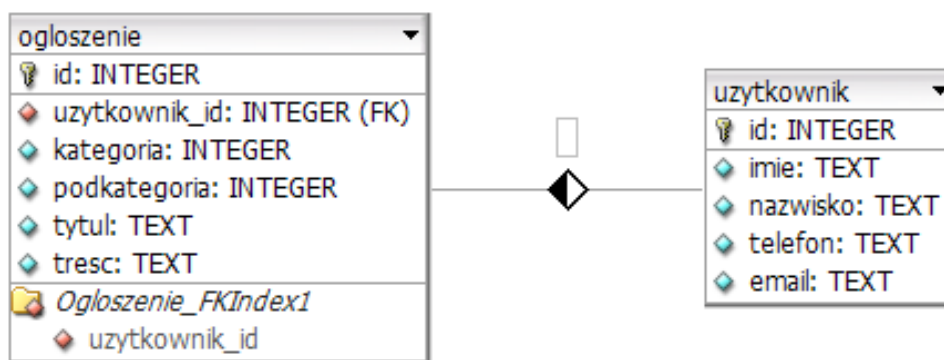 ogloszenie
id: INTEGER
uzytkownik_id: INTEGER (FK)
kategoria: INTEGER
podkategoria: INTEGER
tytul: TEXT
tresc: TEXT
Ogloszenie_FKIndex1
uzytkownik_id
uzytkownik
id: INTEGER
imie: TEXT
nazwisko: TEXT
telefon: TEXT
email: TEXT